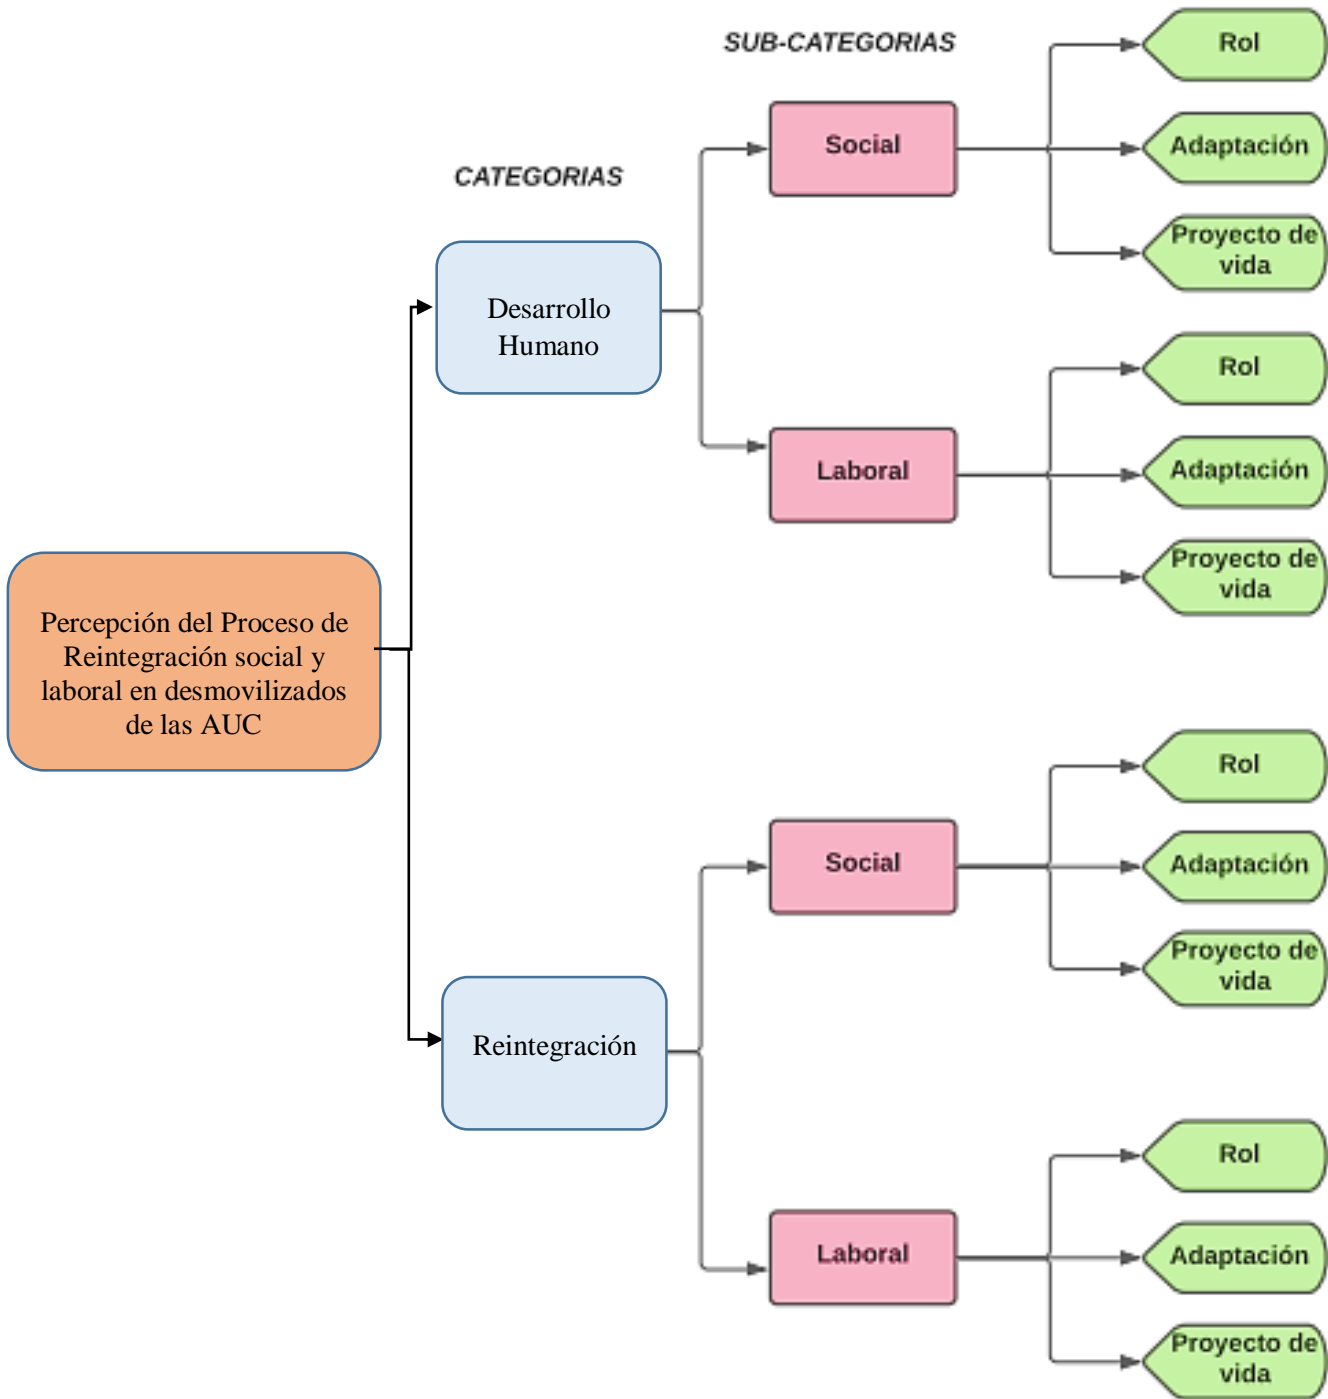 SUB-CATEGORIAS
CATEGORIAS
Percepción del Proceso de
Reintegración social y
laboral en desmovilizados
de las AUC
Desarrollo
Humano
Social
Rol
Adaptación
Proyecto de
vida
Laboral
Rol
Adaptación
Proyecto de
vida
Reintegración
Social
Rol
Adaptación
Proyecto de
vida
Laboral
Rol
Adaptación
Proyecto de
vida